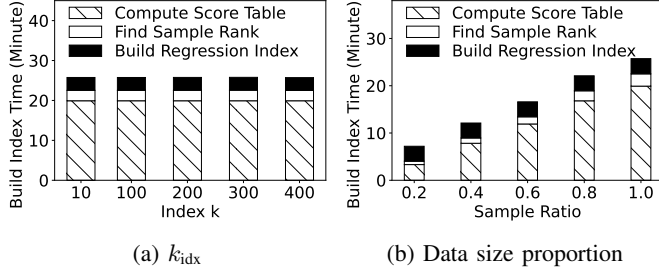 Build Index Time (Minute)
Compute Score Table
Find Sample Rank
Build Regression Index
40
30
20
10
0
10 100 200 300 400
Index k
(a) k_idx
Build Index Time (Minute)
Compute Score Table
Find Sample Rank
Build Regression Index
30
20
10
0
0.2 0.4 0.6 0.8 1.0
Sample Ratio
(b) Data size proportion